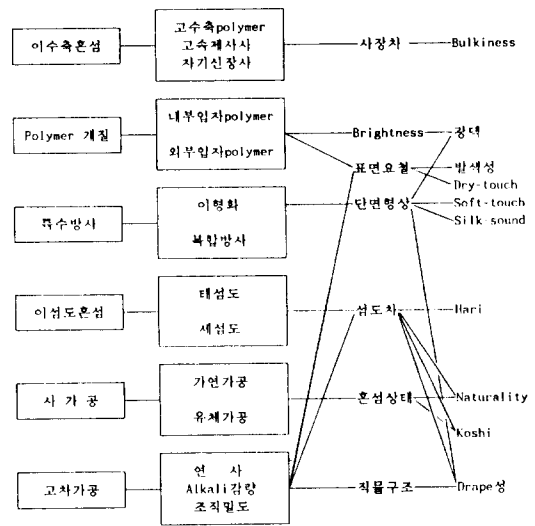 이수축혼섬
고수축polymer
고속제사사
자기신장사
사장차
Bulkiness
Polymer 개질
내부입자polymer
외부입자polymer
Brightness
광택
표면요철
발색성
Dry-touch
특수방사
이형화
복합방사
단면형상
Soft-touch
Silk-sound
이섬도혼섬
태섬도
세섬도
섬도차
Hari
사 가 공
가연가공
유체가공
혼섬상태
Naturality
Koshi
고차가공
연 사
Alkali감량
조직밀도
직물구조
Drape성